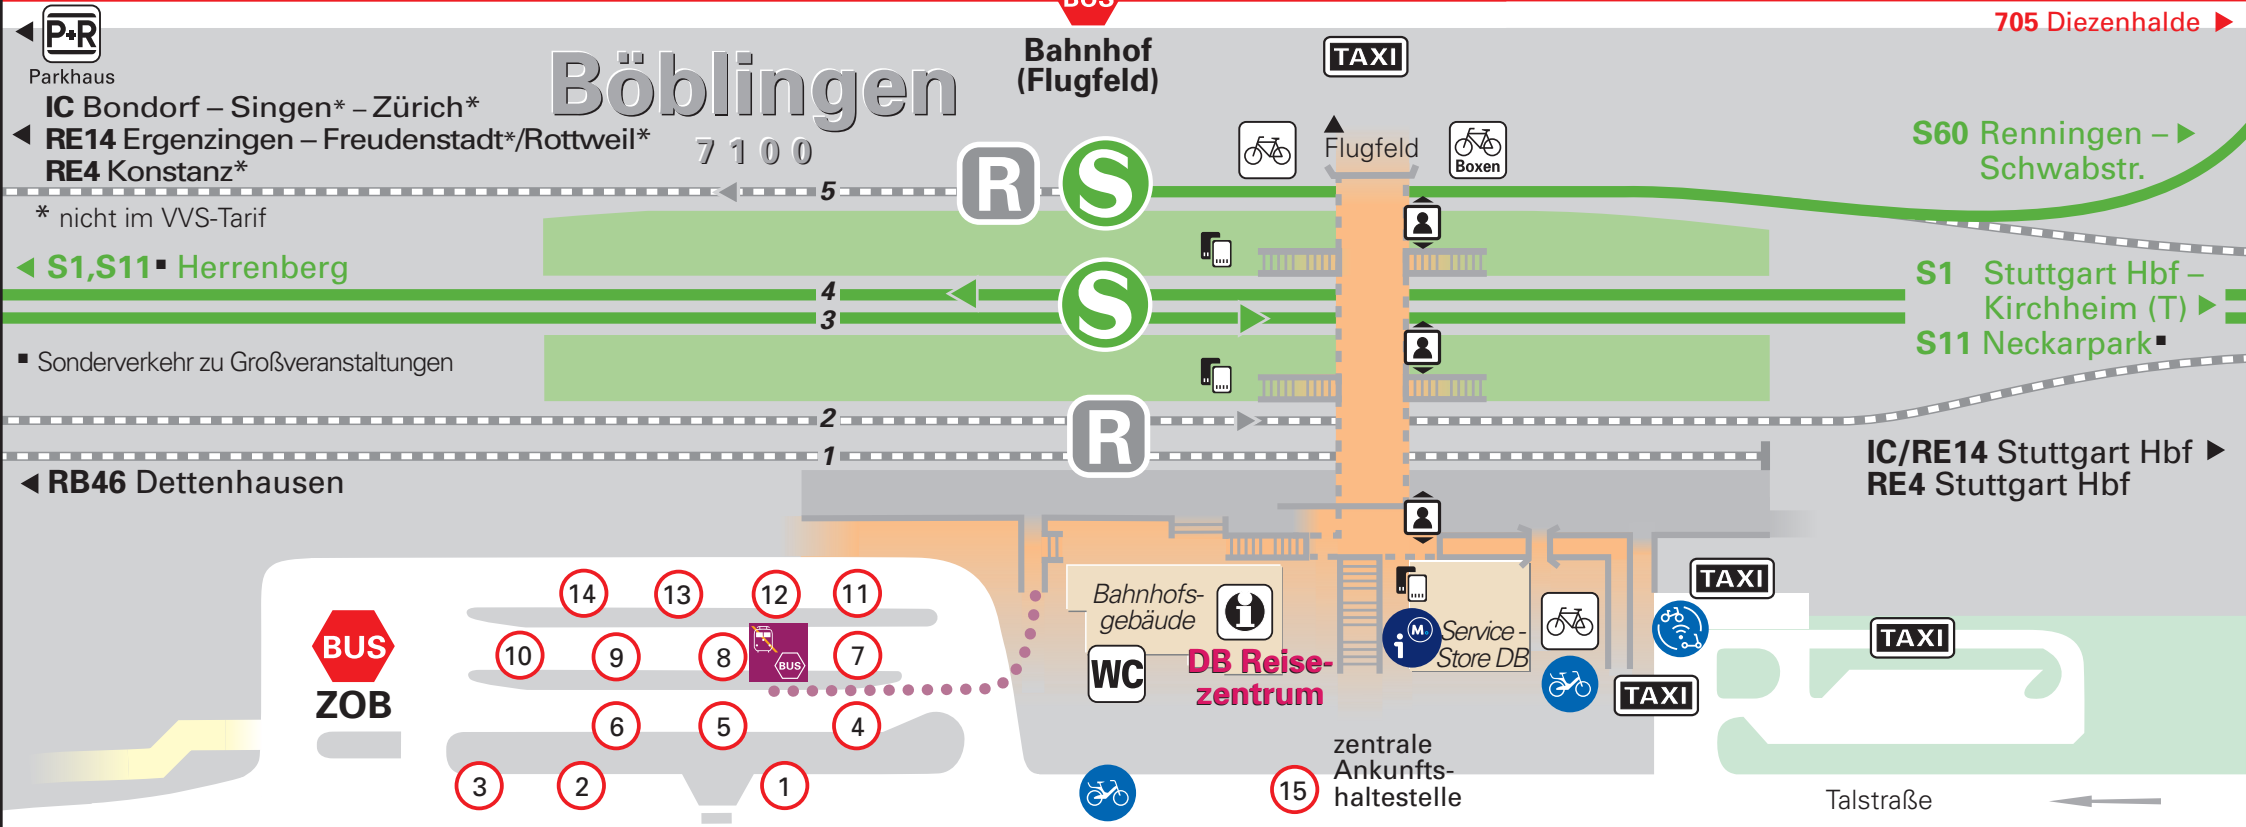 BUS
705 Diezenhalde
P+R
Parkhaus
Bahnhof
(Flugfeld)
TAXI
Böblingen
7100
IC Bondorf – Singen* – Zürich*
RE14 Ergenzingen – Freudenstadt*/Rottweil*
RE4 Konstanz*
Flugfeld
Boxen
S60 Renningen –
Schwabstr.
R
S
5
* nicht im VVS-Tarif
S1,S11▪ Herrenberg
4
3
S
S1 Stuttgart Hbf –
Kirchheim (T)
S11 Neckarpark▪
▪ Sonderverkehr zu Großveranstaltungen
2
1
R
RB46 Dettenhausen
IC/RE14 Stuttgart Hbf
RE4 Stuttgart Hbf
14
13
12
11
BUS
ZOB
10
9
8
BUS
7
6
5
4
3
2
1
Bahnhofs-
gebäude
i
WC
DB Reise-
zentrum
i
M
Service-
Store DB
TAXI
TAXI
TAXI
15
zentrale
Ankunfts-
haltestelle
Talstraße